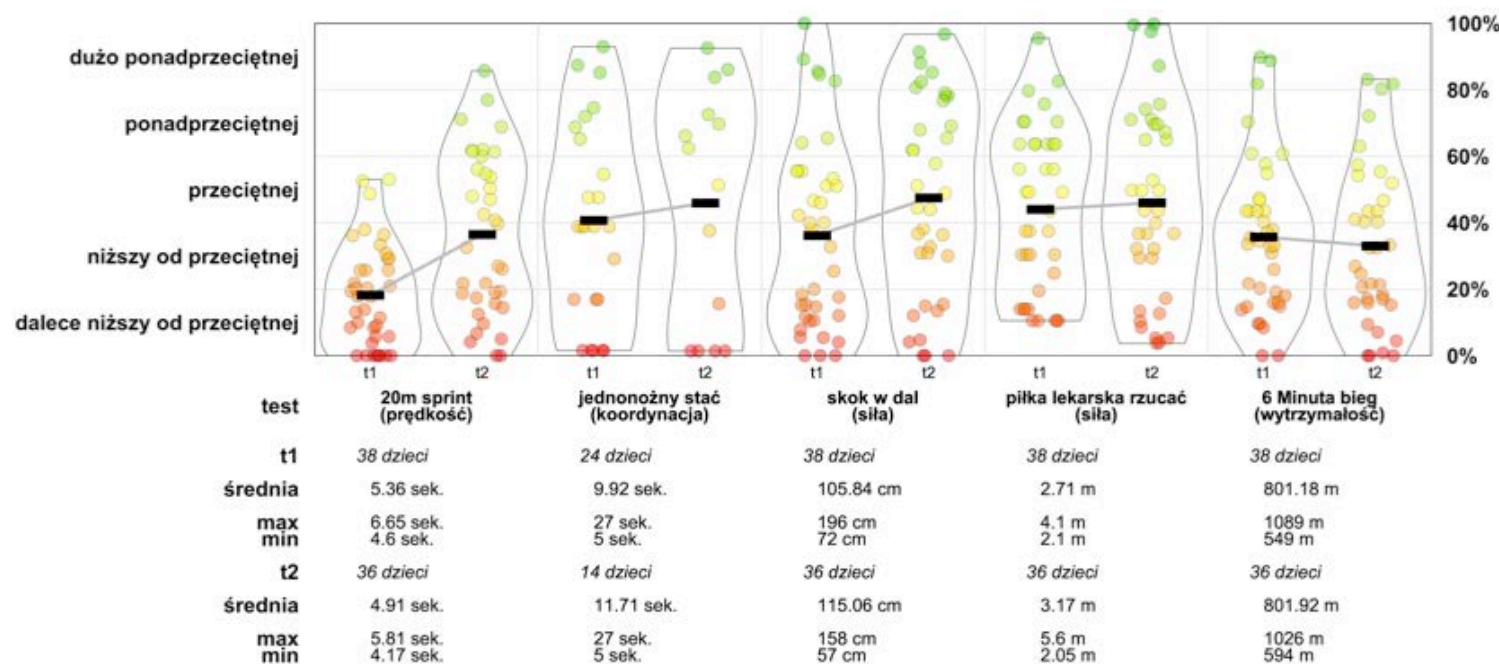 100%
dużo ponadprzeciętnej
80%
ponadprzeciętnej
60%
przeciętnej
40%
niższy od przeciętnej
20%
dalece niższy od przeciętnej
0%
t1 t2 t1 t2 t1 t2 t1 t2 t1 t2
test 20m sprint jednonożny stać skok w dal piłka lekarska rzucać 6 Minuta bieg
(prędkość) (koordynacja) (siła) (siła) (wytrzymałość)
t1 38 dzieci 24 dzieci 38 dzieci 38 dzieci 38 dzieci
średnia 5.36 sek. 9.92 sek. 105.84 cm 2.71 m 801.18 m
max 6.65 sek. 27 sek. 196 cm 4.1 m 1089 m
min 4.6 sek. 5 sek. 72 cm 2.1 m 549 m
t2 36 dzieci 14 dzieci 36 dzieci 36 dzieci 36 dzieci
średnia 4.91 sek. 11.71 sek. 115.06 cm 3.17 m 801.92 m
max 5.81 sek. 27 sek. 158 cm 5.6 m 1026 m
min 4.17 sek. 5 sek. 57 cm 2.05 m 594 m